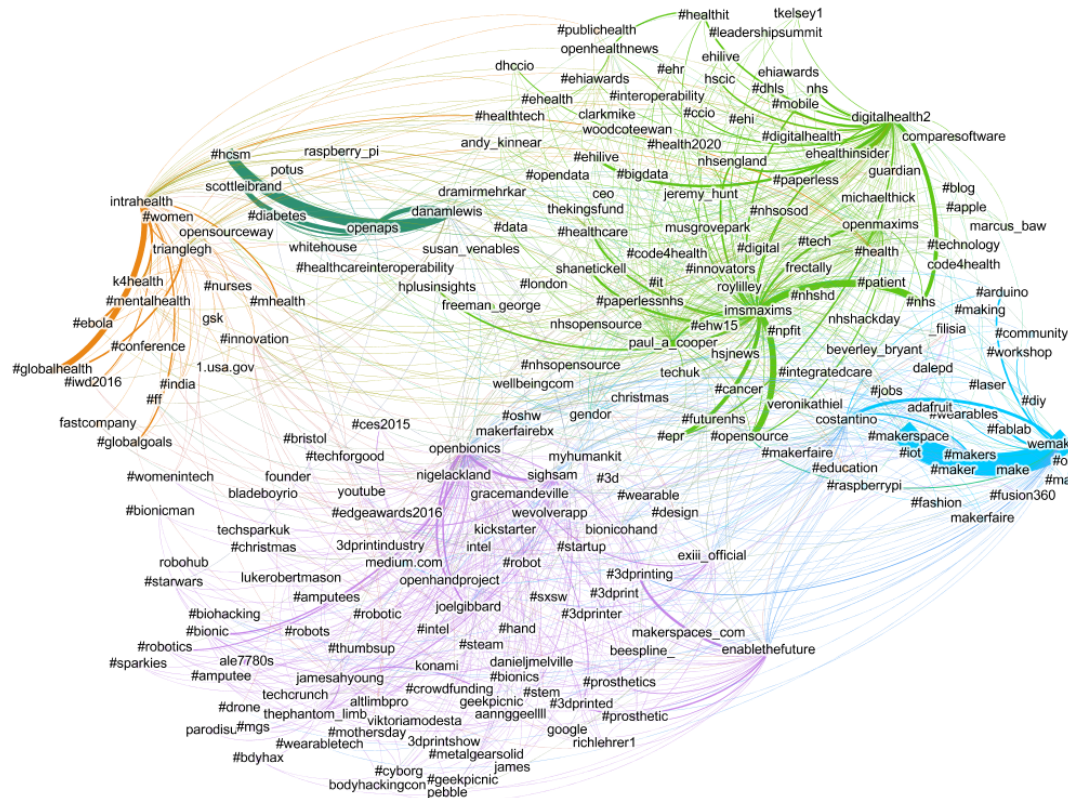 #healthit
tkelsey1
#publichealth
#leadershipsummit
openhealthnews
ehilive
dhccio
#ehr
hscic
ehiawards
#ehiawards
#dhls
nhs
#ehealth
#interoperability
#mobile
#healthtech
clarkmike
#ccio
#ehi
digitalhealth2
woodcoteewan
#digitalhealth
comparesoftware
andy_kinnear
#health2020
#hcsm
raspberry_pi
#ehilive
nhsengland
ehealthinsider
potus
#opendata
#bigdata
guardian
scottleibrand
#paperless
dramirmehrkar
ceo
jeremy_hunt
michaelthick
#blog
intrahealth
thekingsfund
#apple
#women
#diabetes
danamlewis
#nhsosod
opensourceway
openaps
#data
#healthcare
musgrovepark
openmaxims
marcus_baw
trianglegh
whitehouse
susan_venables
#code4health
#digital
#tech
#health
#technology
#healthcareinteroperability
shanetickell
#innovators
frectally
code4health
k4health
#nurses
hplusinsights
#london
#it
roylilley
#nhshd
#patient
#arduino
#mentalhealth
#mhealth
freeman_george
#paperlessnhs
imsmaxims
#nhs
#making
#ebola
gsk
nhsopensource
#ehw15
#npfit
nhshackday
_filisia
#community
#conference
#innovation
paul_a_cooper
hsjnews
beverley_bryant
#workshop
#globalhealth
1.usa.gov
#nhsopensource
techuk
#integratedcare
dalepd
#iwd2016
#india
wellbeingcom
#cancer
#jobs
#laser
#ff
christmas
veronikathiel
adafruit
#diy
fastcompany
#oshw
gendor
#futurenhs
costantino
#wearables
#ces2015
makerfairebx
#epr
#opensource
#makerspace
#fablab
#globalgoals
#bristol
openbionics
myhumankit
#makerfaire
#iot
#makers
#techforgood
nigelackland
sighsam
#3d
#education
#maker
make
#womenintech
founder
gracemandeville
#wearable
#raspberrypi
#fusion360
bladeboyrio
youtube
#fashion
#bionicman
#edgeawards2016
wevolverapp
#design
makerfaire
techsparkuk
kickstarter
bionicohand
#christmas
3dprintindustry
intel
#startup
exiii_official
robohub
medium.com
#robot
#starwars
lukerobertmason
openhandproject
#3dprinting
#amputees
#sxsw
#3dprint
#biohacking
#robotic
joelgibbard
#3dprinter
#bionic
#robots
#intel
#hand
makerspaces_com
#robotics
#thumbsup
#steam
beespline_
enablethefuture
#sparkies
ale7780s
konami
danieljmelville
#amputee
jamesahyoung
#bionics
#prosthetics
techcrunch
#crowdfunding
#stem
#drone
altlimbpro
geekpicnic
#3dprinted
thephantom_limb
viktoriamodesta
aannggeellll
#prosthetic
#mgs
#mothersday
google
#wearabletech
3dprintshow
richlehrer1
#bdyhax
#metalgearsolid
#cyborg
james
bodyhackingcon
#geekpicnic
pebble